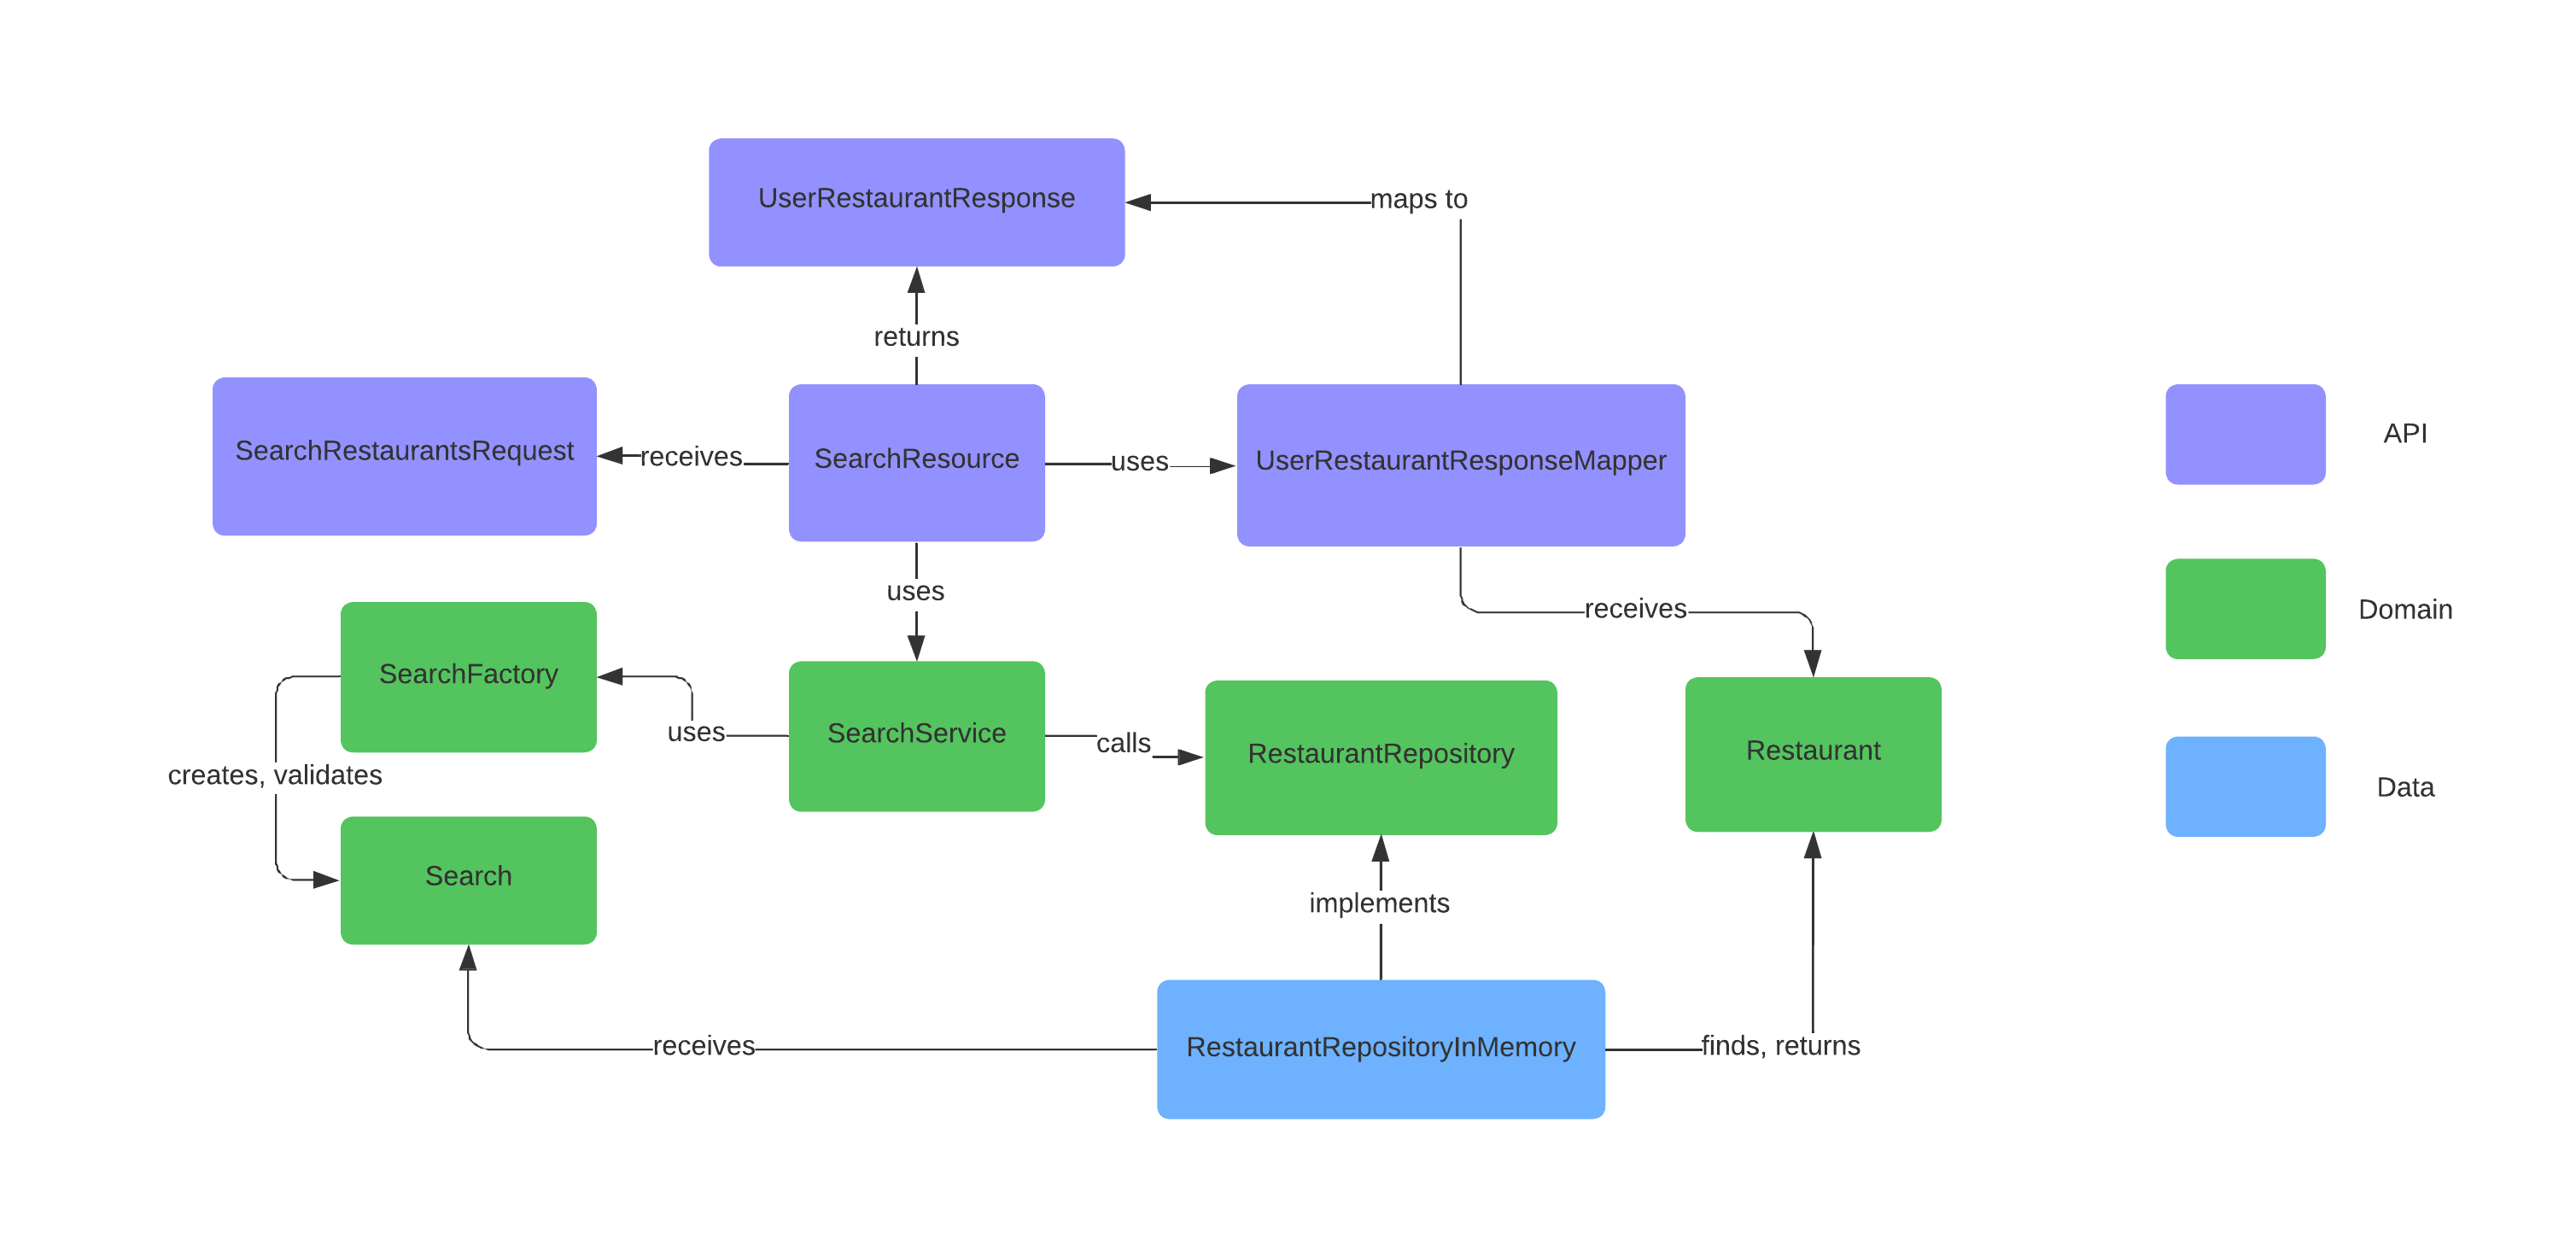 UserRestaurantResponse
maps to
returns
SearchRestaurantsRequest
receives
SearchResource
uses
UserRestaurantResponseMapper
API
uses
receives
Domain
SearchFactory
uses
SearchService
calls
RestaurantRepository
Restaurant
creates, validates
Data
Search
implements
receives
RestaurantRepositoryInMemory
finds, returns